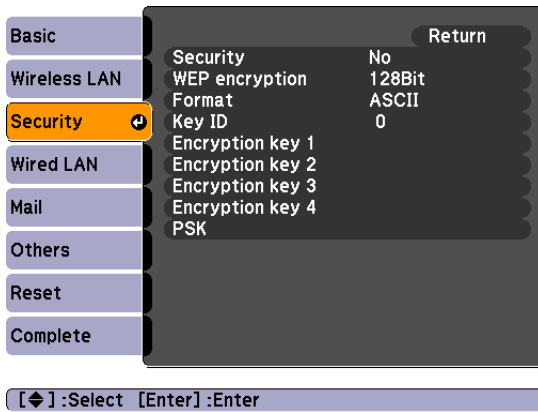 Basic
Wireless LAN
Security
Wired LAN
Mail
Others
Reset
Complete
Return
Security No
WEP encryption 128Bit
Format ASCII
Key ID 0
Encryption key 1
Encryption key 2
Encryption key 3
Encryption key 4
PSK
[◆] :Select [Enter] :Enter